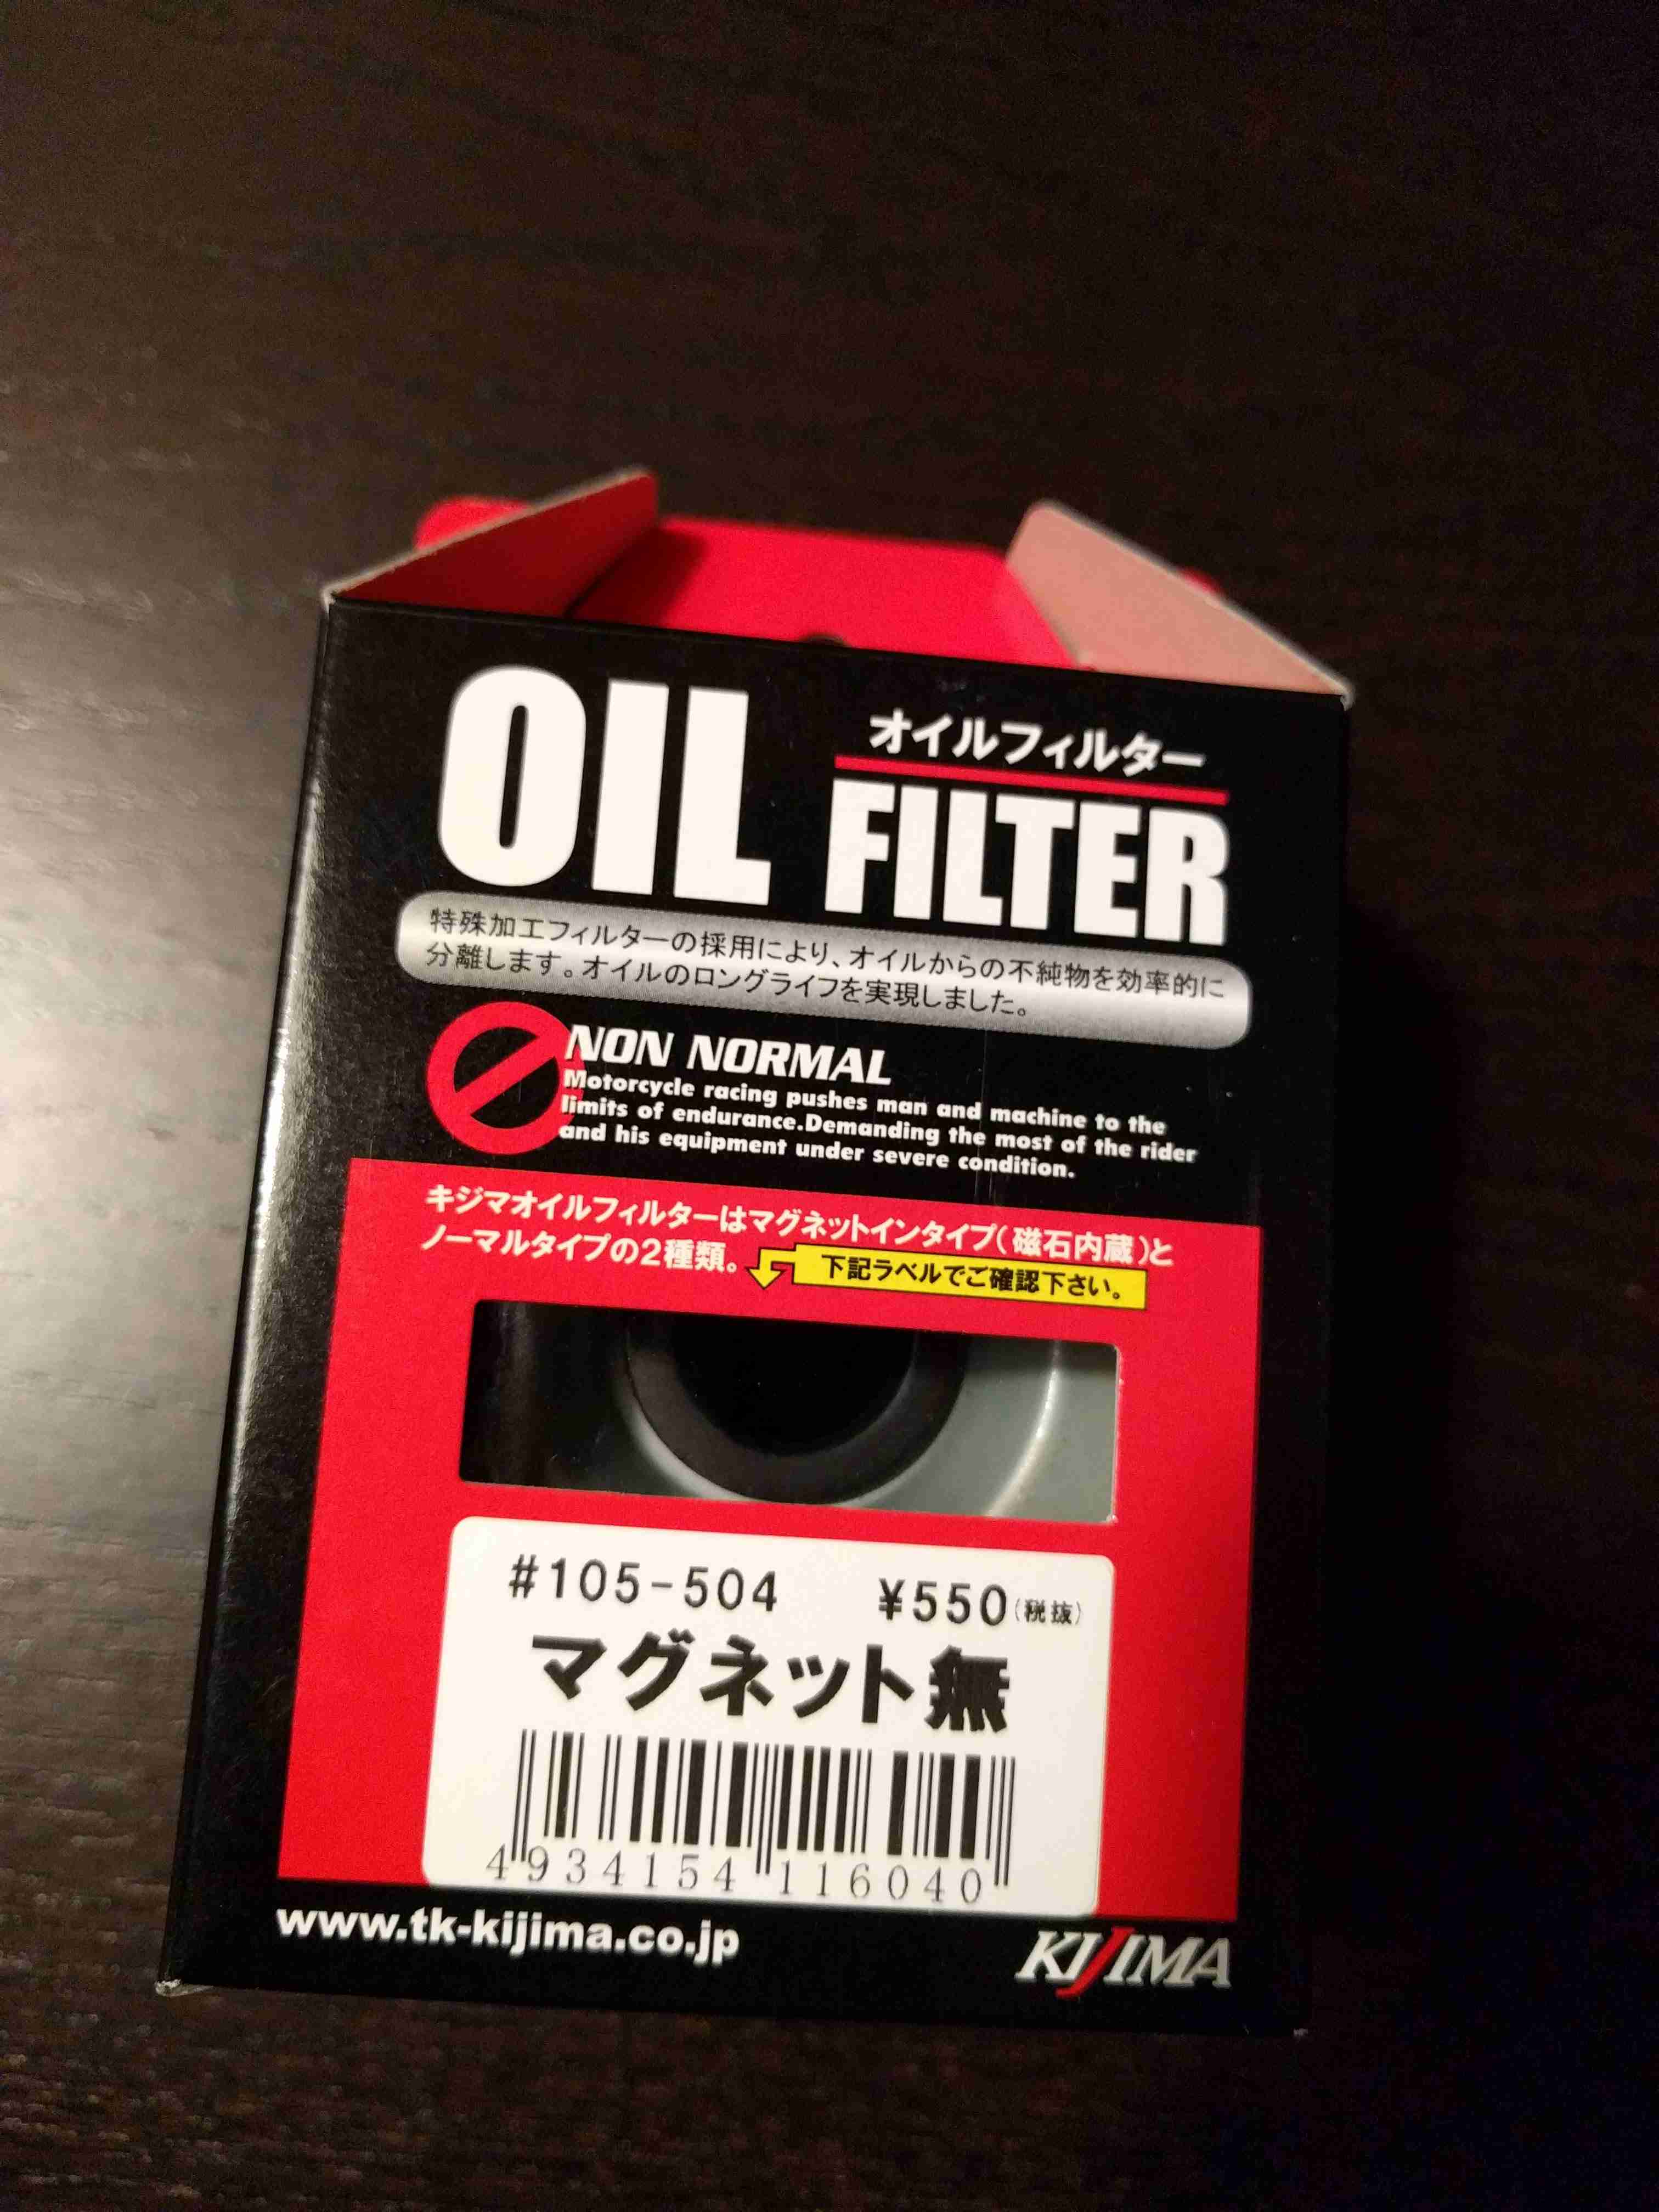 OIL
オイルフィルター
FILTER
特殊加工フィルターの採用により、オイルからの不純物を効率的に
分離します。オイルのロングライフを実現しました。
NON NORMAL
Motorcycle racing pushes man and machine to the
limits of endurance.Demanding the most of the rider
and his equipment under severe condition.
キジマオイルフィルターはマグネットインタイプ(磁石内蔵)と
ノーマルタイプの2種類。
下記ラベルでご確認下さい。
#105-504 ¥550(税抜)
マグネット無
4934154116040
www.tk-kijima.co.jp
KIJIMA